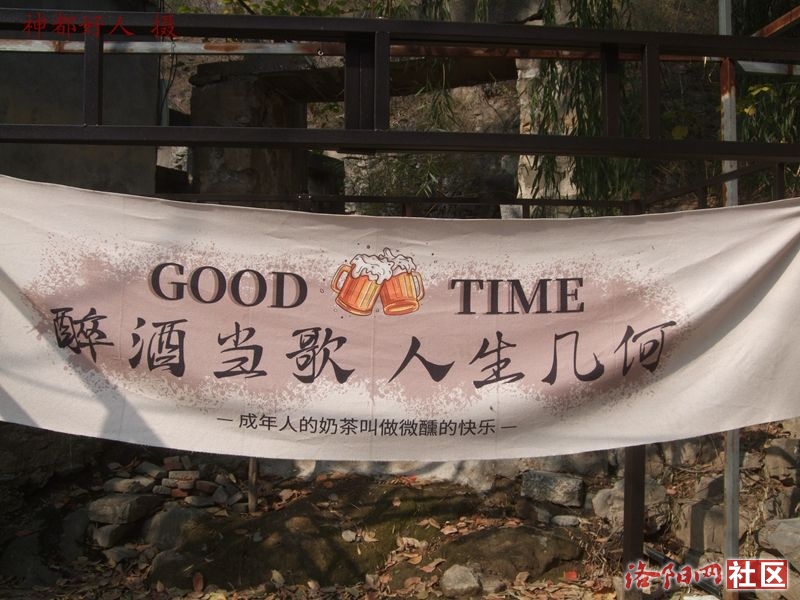 神都好人 摄
GOOD TIME
醉酒当歌 人生几何
— 成年人的奶茶叫做微醺的快乐 —
洛阳网社区